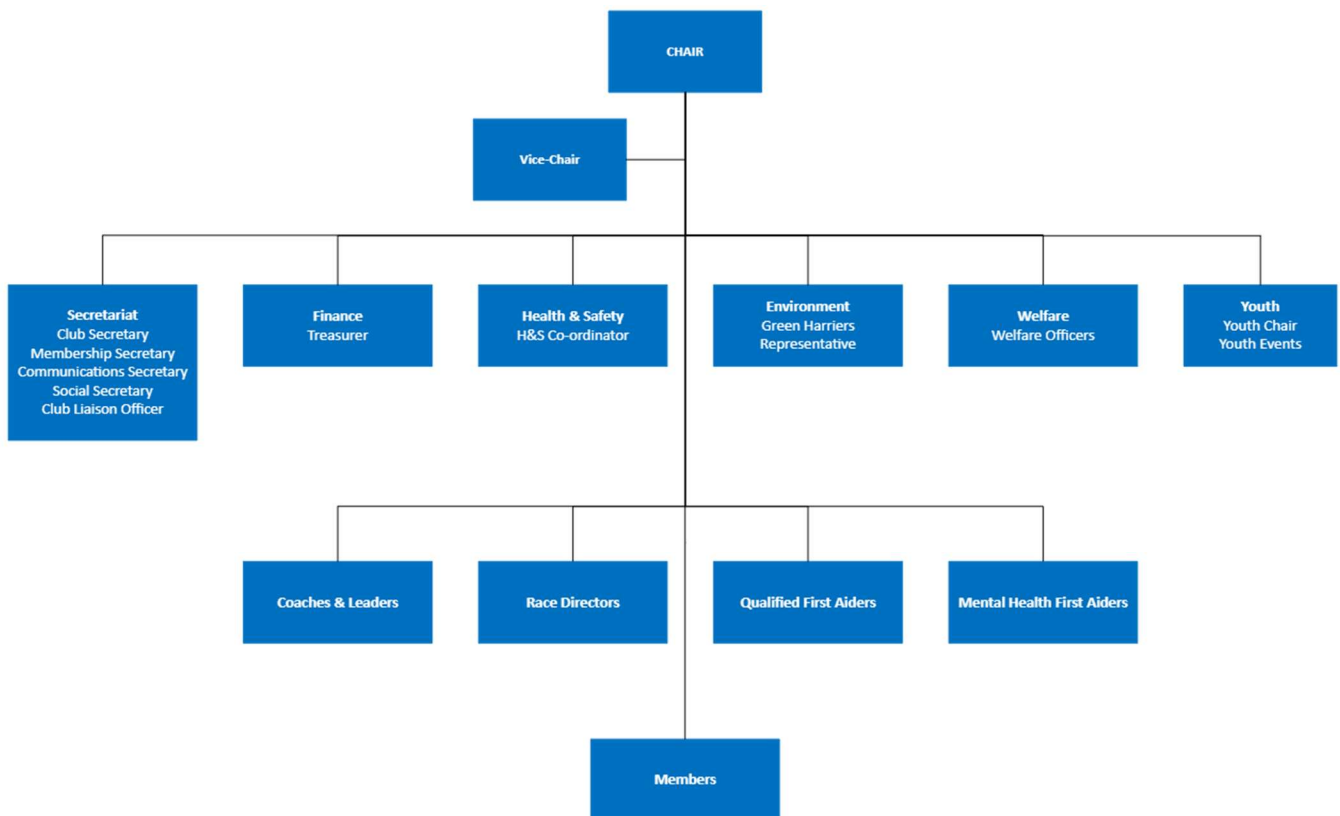 CHAIR
Vice-Chair
Secretariat
Club Secretary
Membership Secretary
Communications Secretary
Social Secretary
Club Liaison Officer
Finance
Treasurer
Health & Safety
H&S Co-ordinator
Environment
Green Harriers
Representative
Welfare
Welfare Officers
Youth
Youth Chair
Youth Events
Coaches & Leaders
Race Directors
Qualified First Aiders
Mental Health First Aiders
Members